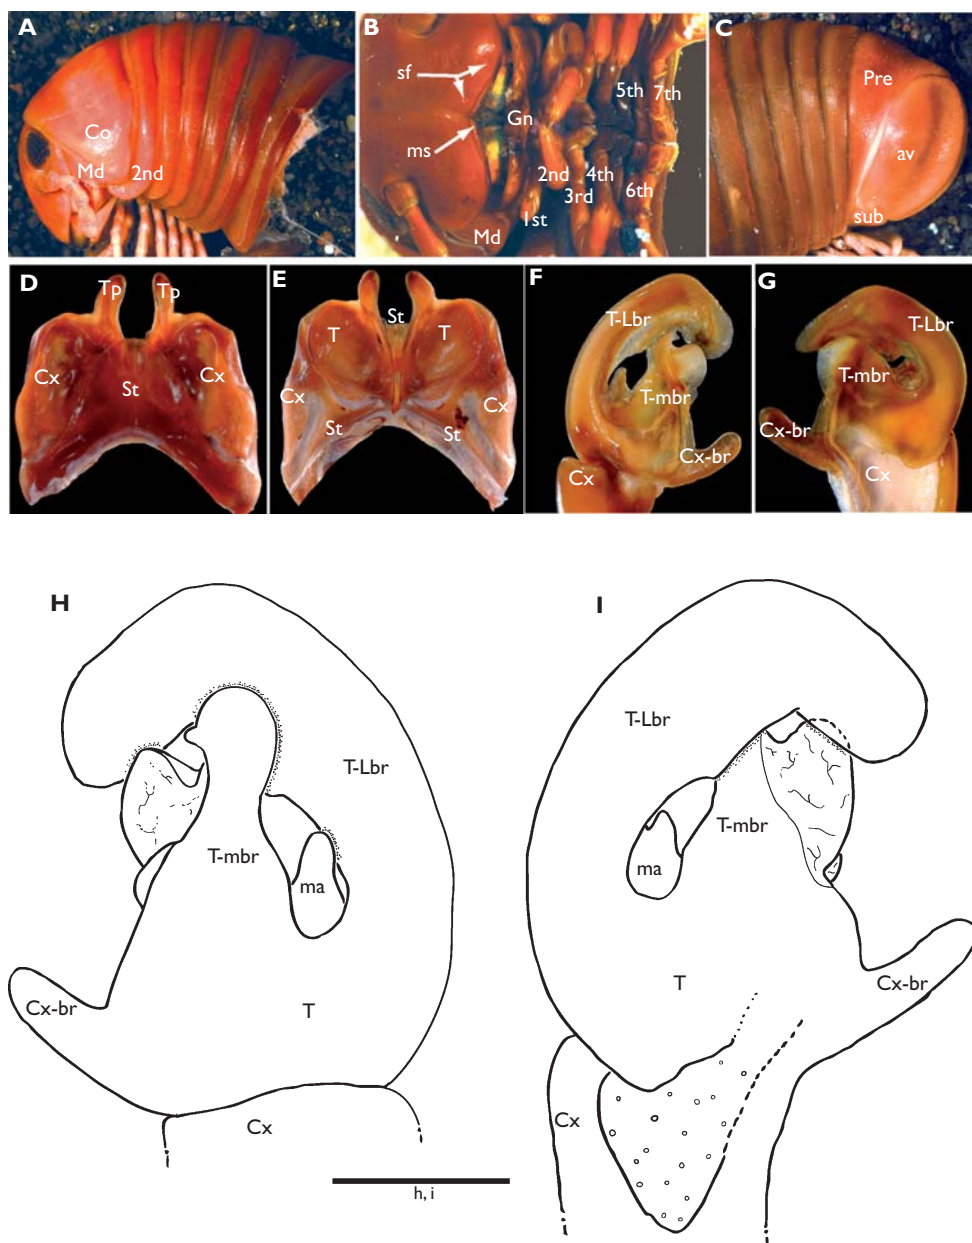 A
Co
Md
2nd
B
sf
ms
Gn
5th
7th
2nd
4th
3rd
6th
1st
Md
C
Pre
av
sub
D
Tp
Tp
Cx
Cx
St
E
St
T
T
Cx
Cx
St
St
F
T-Lbr
T-mbr
Cx-br
Cx
G
T-Lbr
T-mbr
Cx-br
Cx
H
T-Lbr
T-mbr
ma
Cx-br
T
Cx
h, i
I
T-Lbr
T-mbr
ma
T
Cx-br
Cx